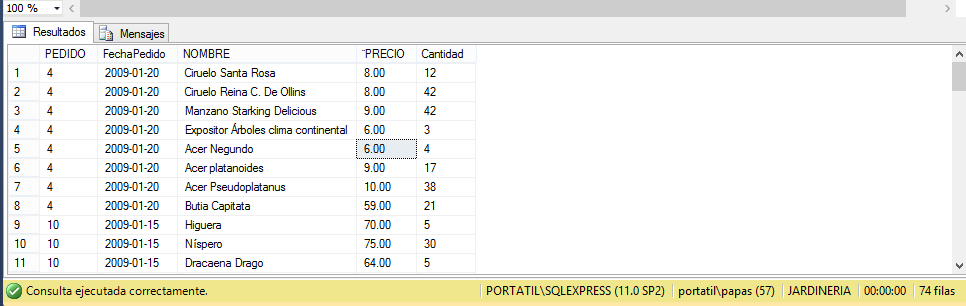 100 %
Resultados Mensajes
PEDIDO FechaPedido NOMBRE ¨PRECIO Cantidad
1 4 2009-01-20 Ciruelo Santa Rosa 8.00 12
2 4 2009-01-20 Ciruelo Reina C. De Ollins 8.00 42
3 4 2009-01-20 Manzano Starking Delicious 9.00 42
4 4 2009-01-20 Expositor Árboles clima continental 6.00 3
5 4 2009-01-20 Acer Negundo 6.00 4
6 4 2009-01-20 Acer platanoides 9.00 17
7 4 2009-01-20 Acer Pseudoplatanus 10.00 38
8 4 2009-01-20 Butia Capitata 59.00 21
9 10 2009-01-15 Higuera 70.00 5
10 10 2009-01-15 Níspero 75.00 30
11 10 2009-01-15 Dracaena Drago 64.00 5
Consulta ejecutada correctamente. PORTATIL\SQLEXPRESS (11.0 SP2) portatil\papas (57) JARDINERIA 00:00:00 74 filas